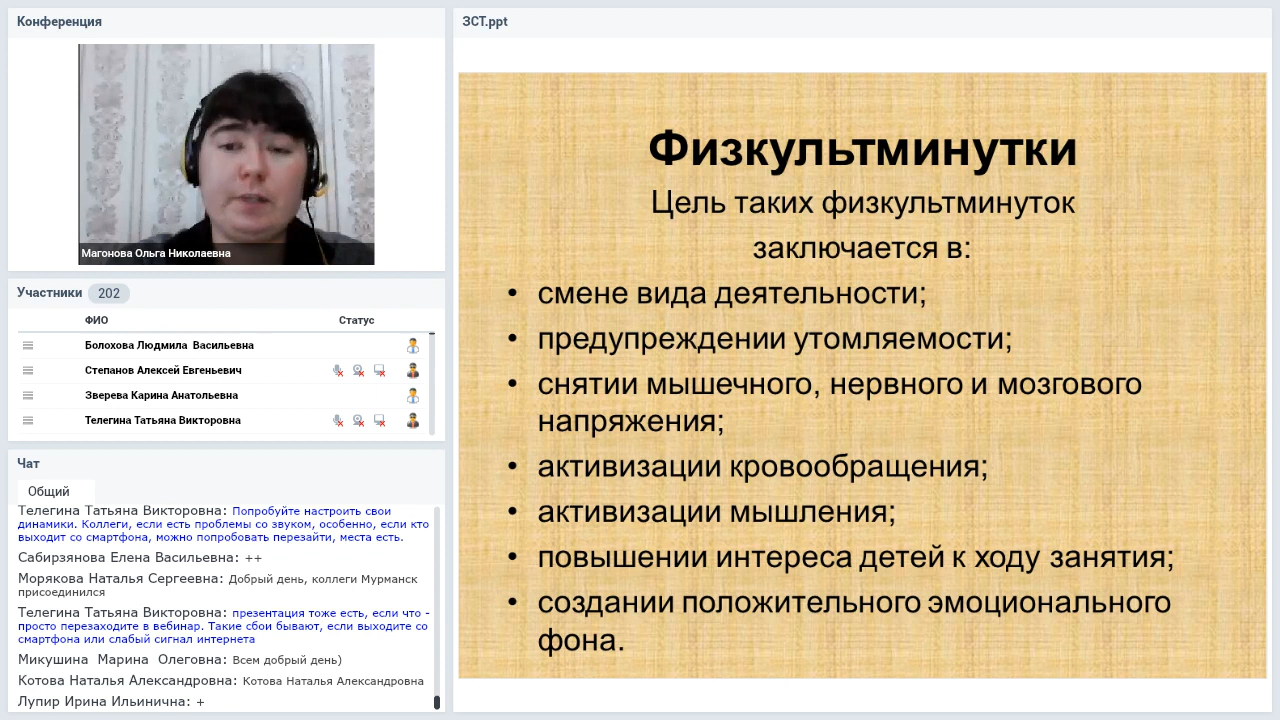 Конференция
Магонова Ольга Николаевна
Участники 202
ФИО Статус
Болохова Людмила Васильевна
Степанов Алексей Евгеньевич
Зверева Карина Анатольевна
Телегина Татьяна Викторовна
Чат
Общий
Телегина Татьяна Викторовна: Попробуйте настроить свои
динамики. Коллеги, если есть проблемы со звуком, особенно, если кто
выходит со смартфона, можно попробовать перезайти, места есть.
Сабирзянова Елена Васильевна: ++
Морякова Наталья Сергеевна: Добрый день, коллеги Мурманск
присоединился
Телегина Татьяна Викторовна: презентация тоже есть, если что -
просто перезаходите в вебинар. Такие сбои бывают, если выходите со
смартфона или слабый сигнал интернета
Микушина Марина Олеговна: Всем добрый день)
Котова Наталья Александровна: Котова Наталья Александровна
Лупир Ирина Ильинична: +
ЗСТ.ppt
Физкультминутки
Цель таких физкультминуток
заключается в:
• смене вида деятельности;
• предупреждении утомляемости;
• снятии мышечного, нервного и мозгового
напряжения;
• активизации кровообращения;
• активизации мышления;
• повышении интереса детей к ходу занятия;
• создании положительного эмоционального
фона.